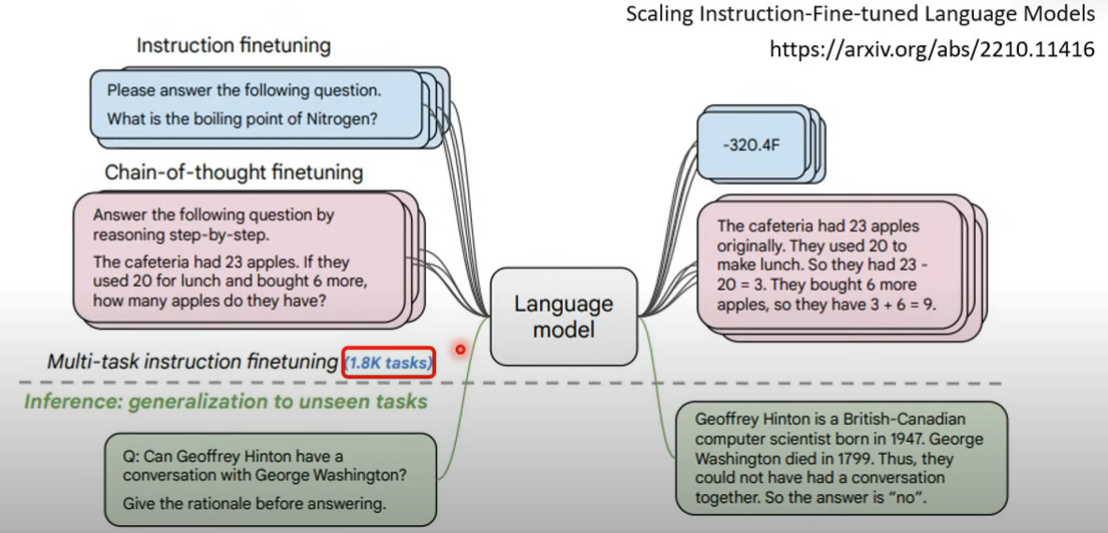 Scaling Instruction-Fine-tuned Language Models
https://arxiv.org/abs/2210.11416
Instruction finetuning
Please answer the following question.
What is the boiling point of Nitrogen?
-320.4F
Chain-of-thought finetuning
Answer the following question by
reasoning step-by-step.
The cafeteria had 23 apples. If they
used 20 for lunch and bought 6 more,
how many apples do they have?
Language
model
The cafeteria had 23 apples
originally. They used 20 to
make lunch. So they had 23 -
20 = 3. They bought 6 more
apples, so they have 3 + 6 = 9.
Multi-task instruction finetuning (1.8K tasks)
Inference: generalization to unseen tasks
Q: Can Geoffrey Hinton have a
conversation with George Washington?
Give the rationale before answering.
Geoffrey Hinton is a British-Canadian
computer scientist born in 1947. George
Washington died in 1799. Thus, they
could not have had a conversation
together. So the answer is “no”.